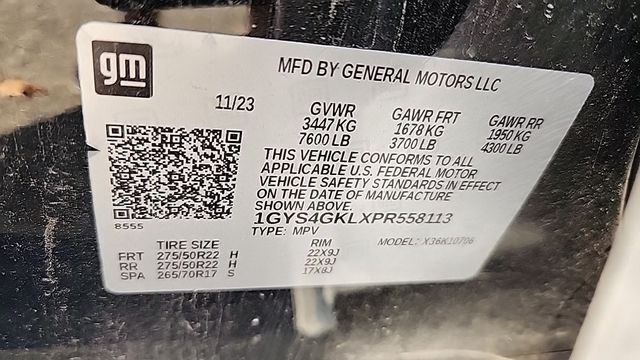 gm
MFD BY GENERAL MOTORS LLC
11/23 GVWR GAWR FRT GAWR RR
3447 KG 1678 KG 1950 KG
7600 LB 3700 LB 4300 LB
THIS VEHICLE CONFORMS TO ALL
APPLICABLE U.S. FEDERAL MOTOR
VEHICLE SAFETY STANDARDS IN EFFECT
ON THE DATE OF MANUFACTURE
SHOWN ABOVE.
8555 1GYS4GKLXPR558113
TYPE: MPV MODEL: X36K10706
TIRE SIZE RIM
FRT 275/50R22 H 22X9J
RR 275/50R22 H 22X9J
SPA 265/70R17 S 17X8J